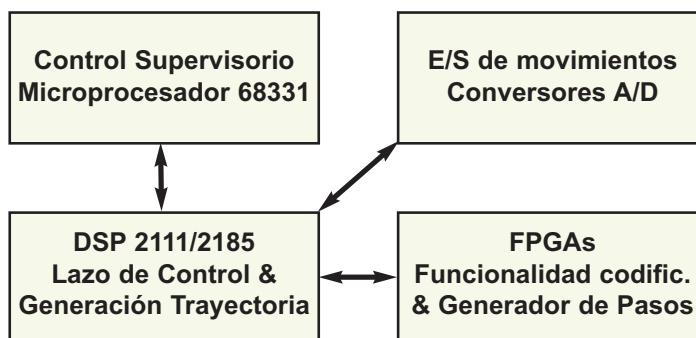 Control Supervisorio
Microprocesador 68331
E/S de movimientos
Conversores A/D
DSP 2111/2185
Lazo de Control &
Generación Trayectoria
FPGAs
Funcionalidad codific.
& Generador de Pasos